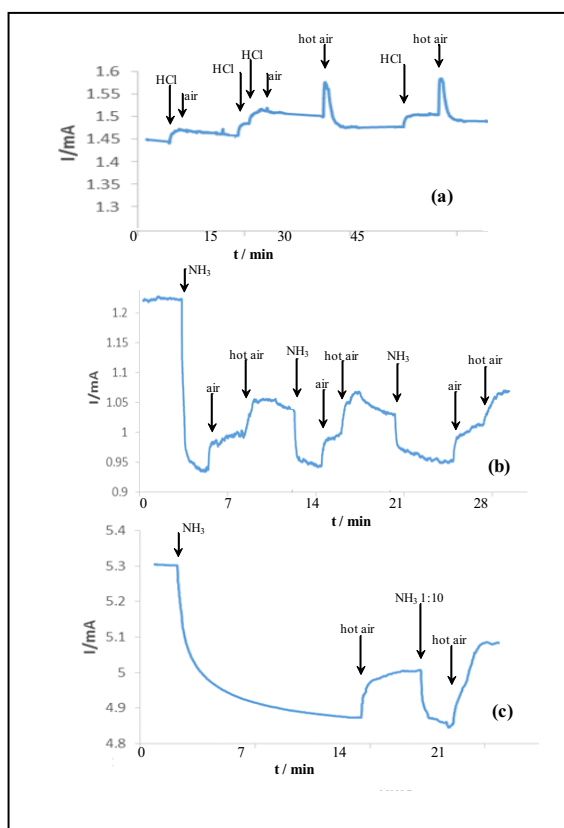 hot air
hot air
HCl
HCl
HCl
air
air
1.6
1.55
1.5
1.45
1.4
1.35
1.3
I/mA
(a)
0
15
30
45
t / min
NH₃
hot air
NH₃
hot air
NH₃
hot air
air
air
air
1.2
1.15
1.1
1.05
1
0.95
0.9
I/mA
(b)
0
7
14
21
28
t / min
NH₃
NH₃ 1:10
hot air
hot air
5.4
5.3
5.2
5.1
5
4.9
4.8
I/mA
(c)
0
7
14
21
t / min